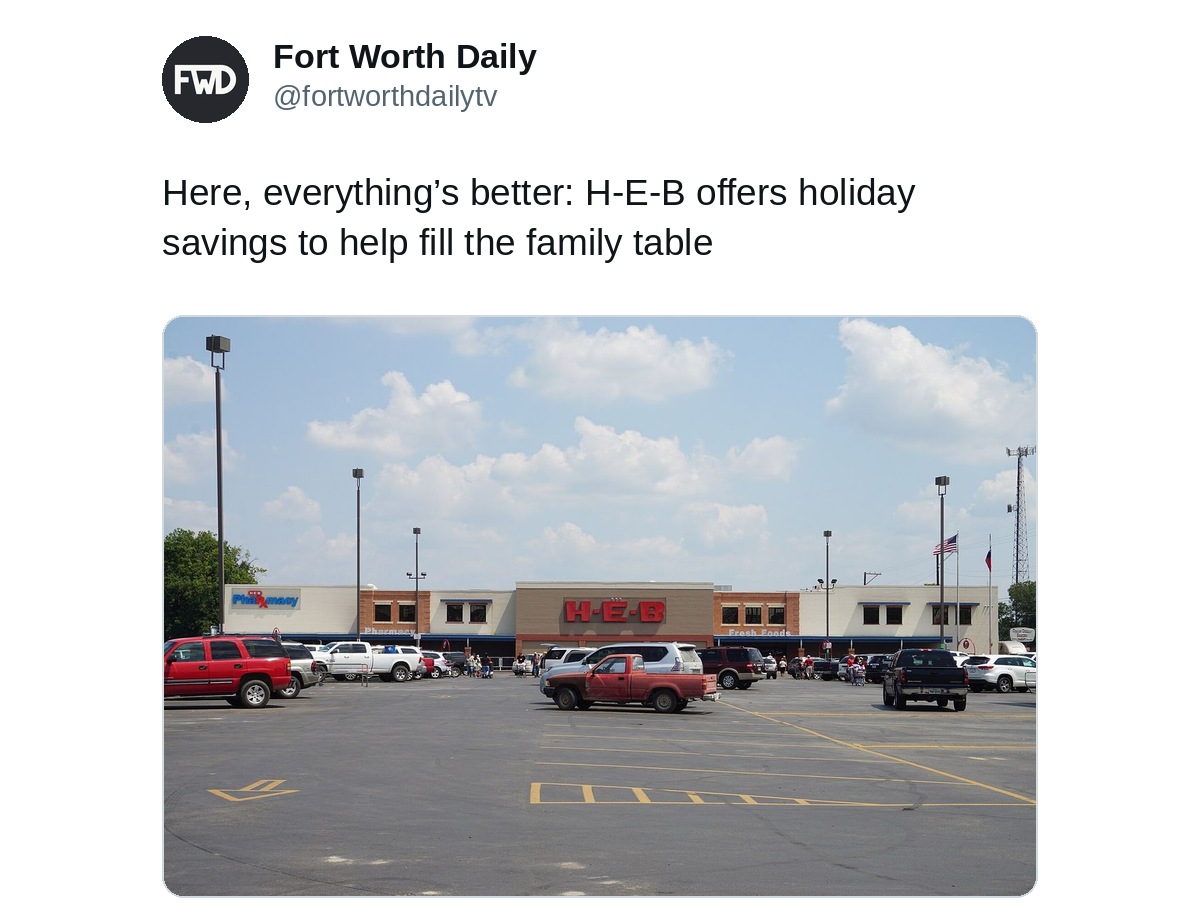 FWD
Fort Worth Daily
@fortworthdailytv
Here, everything’s better: H-E-B offers holiday
savings to help fill the family table
Pharmacy
H-E-B
Pharmacy
Fresh Foods